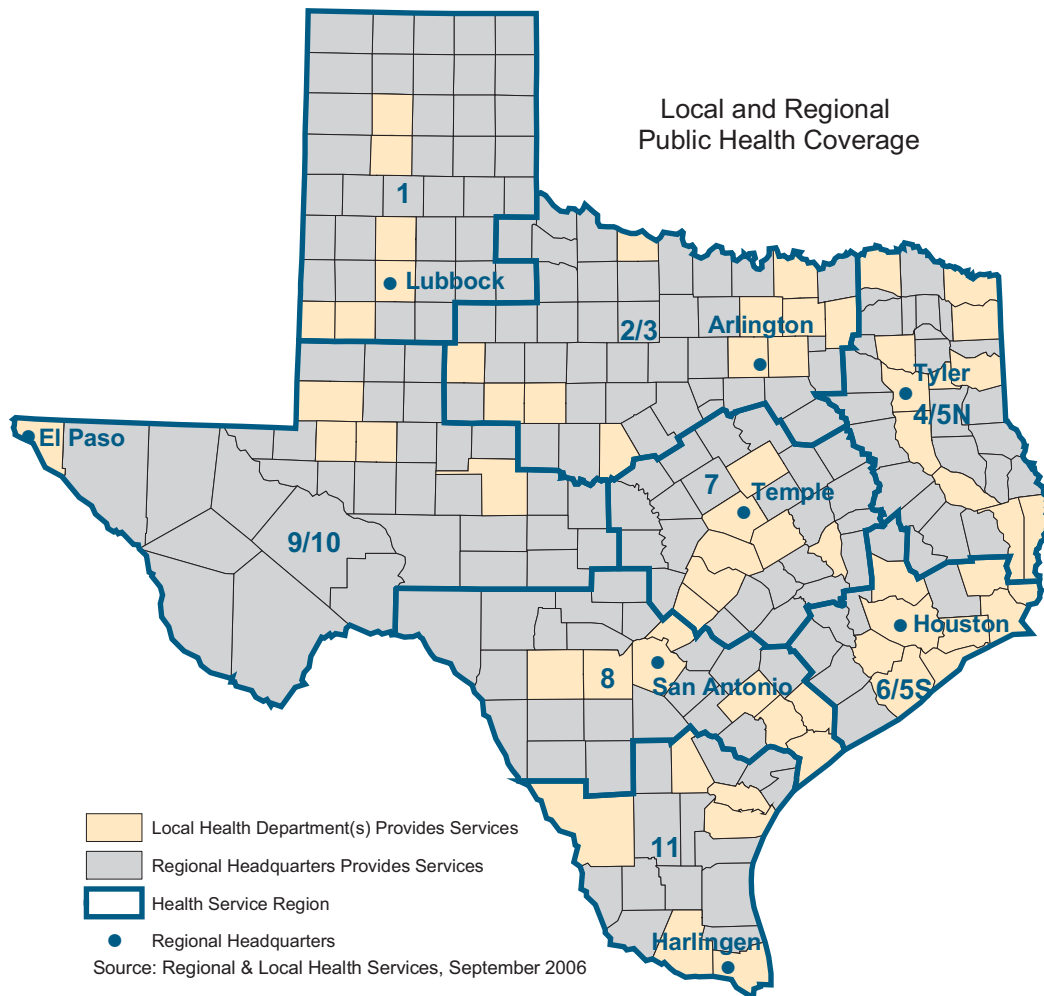 Local and Regional
Public Health Coverage
1
Lubbock
2/3
Arlington
Tyler
4/5N
El Paso
7
Temple
9/10
Houston
8
San Antonio
6/5S
11
Harlingen
Local Health Department(s) Provides Services
Regional Headquarters Provides Services
Health Service Region
Regional Headquarters
Source: Regional & Local Health Services, September 2006